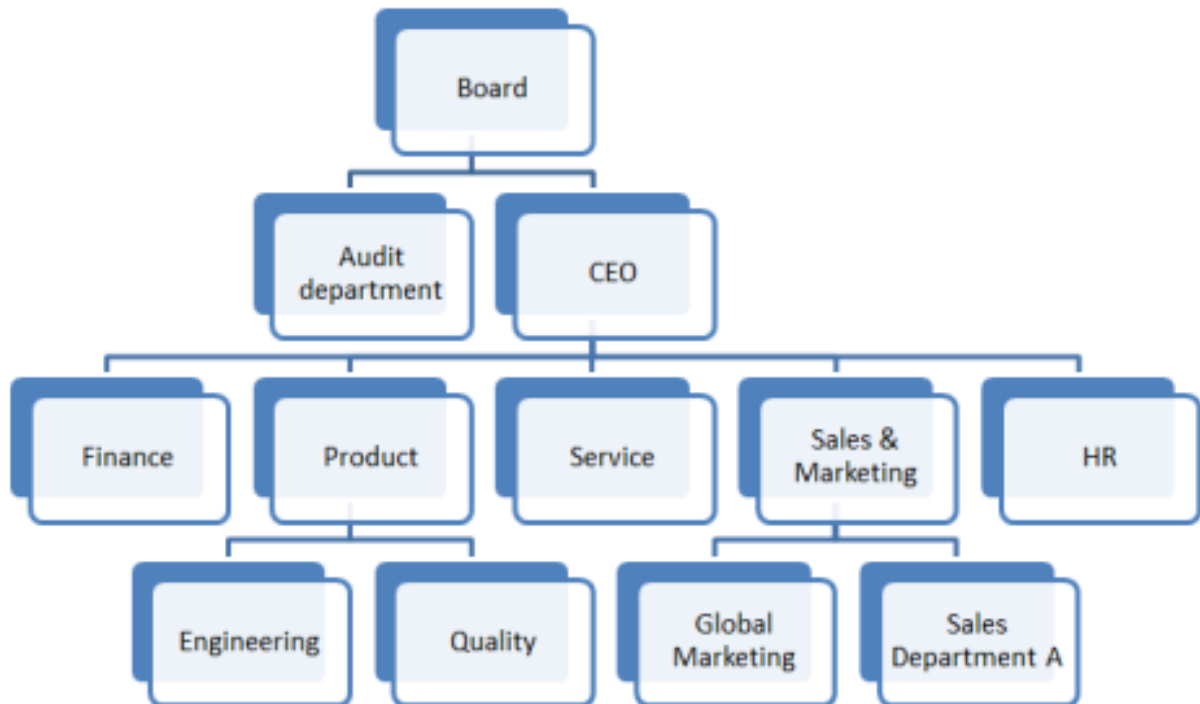 Board
Audit
department
CEO
Finance
Product
Service
Sales &
Marketing
HR
Engineering
Quality
Global
Marketing
Sales
Department A